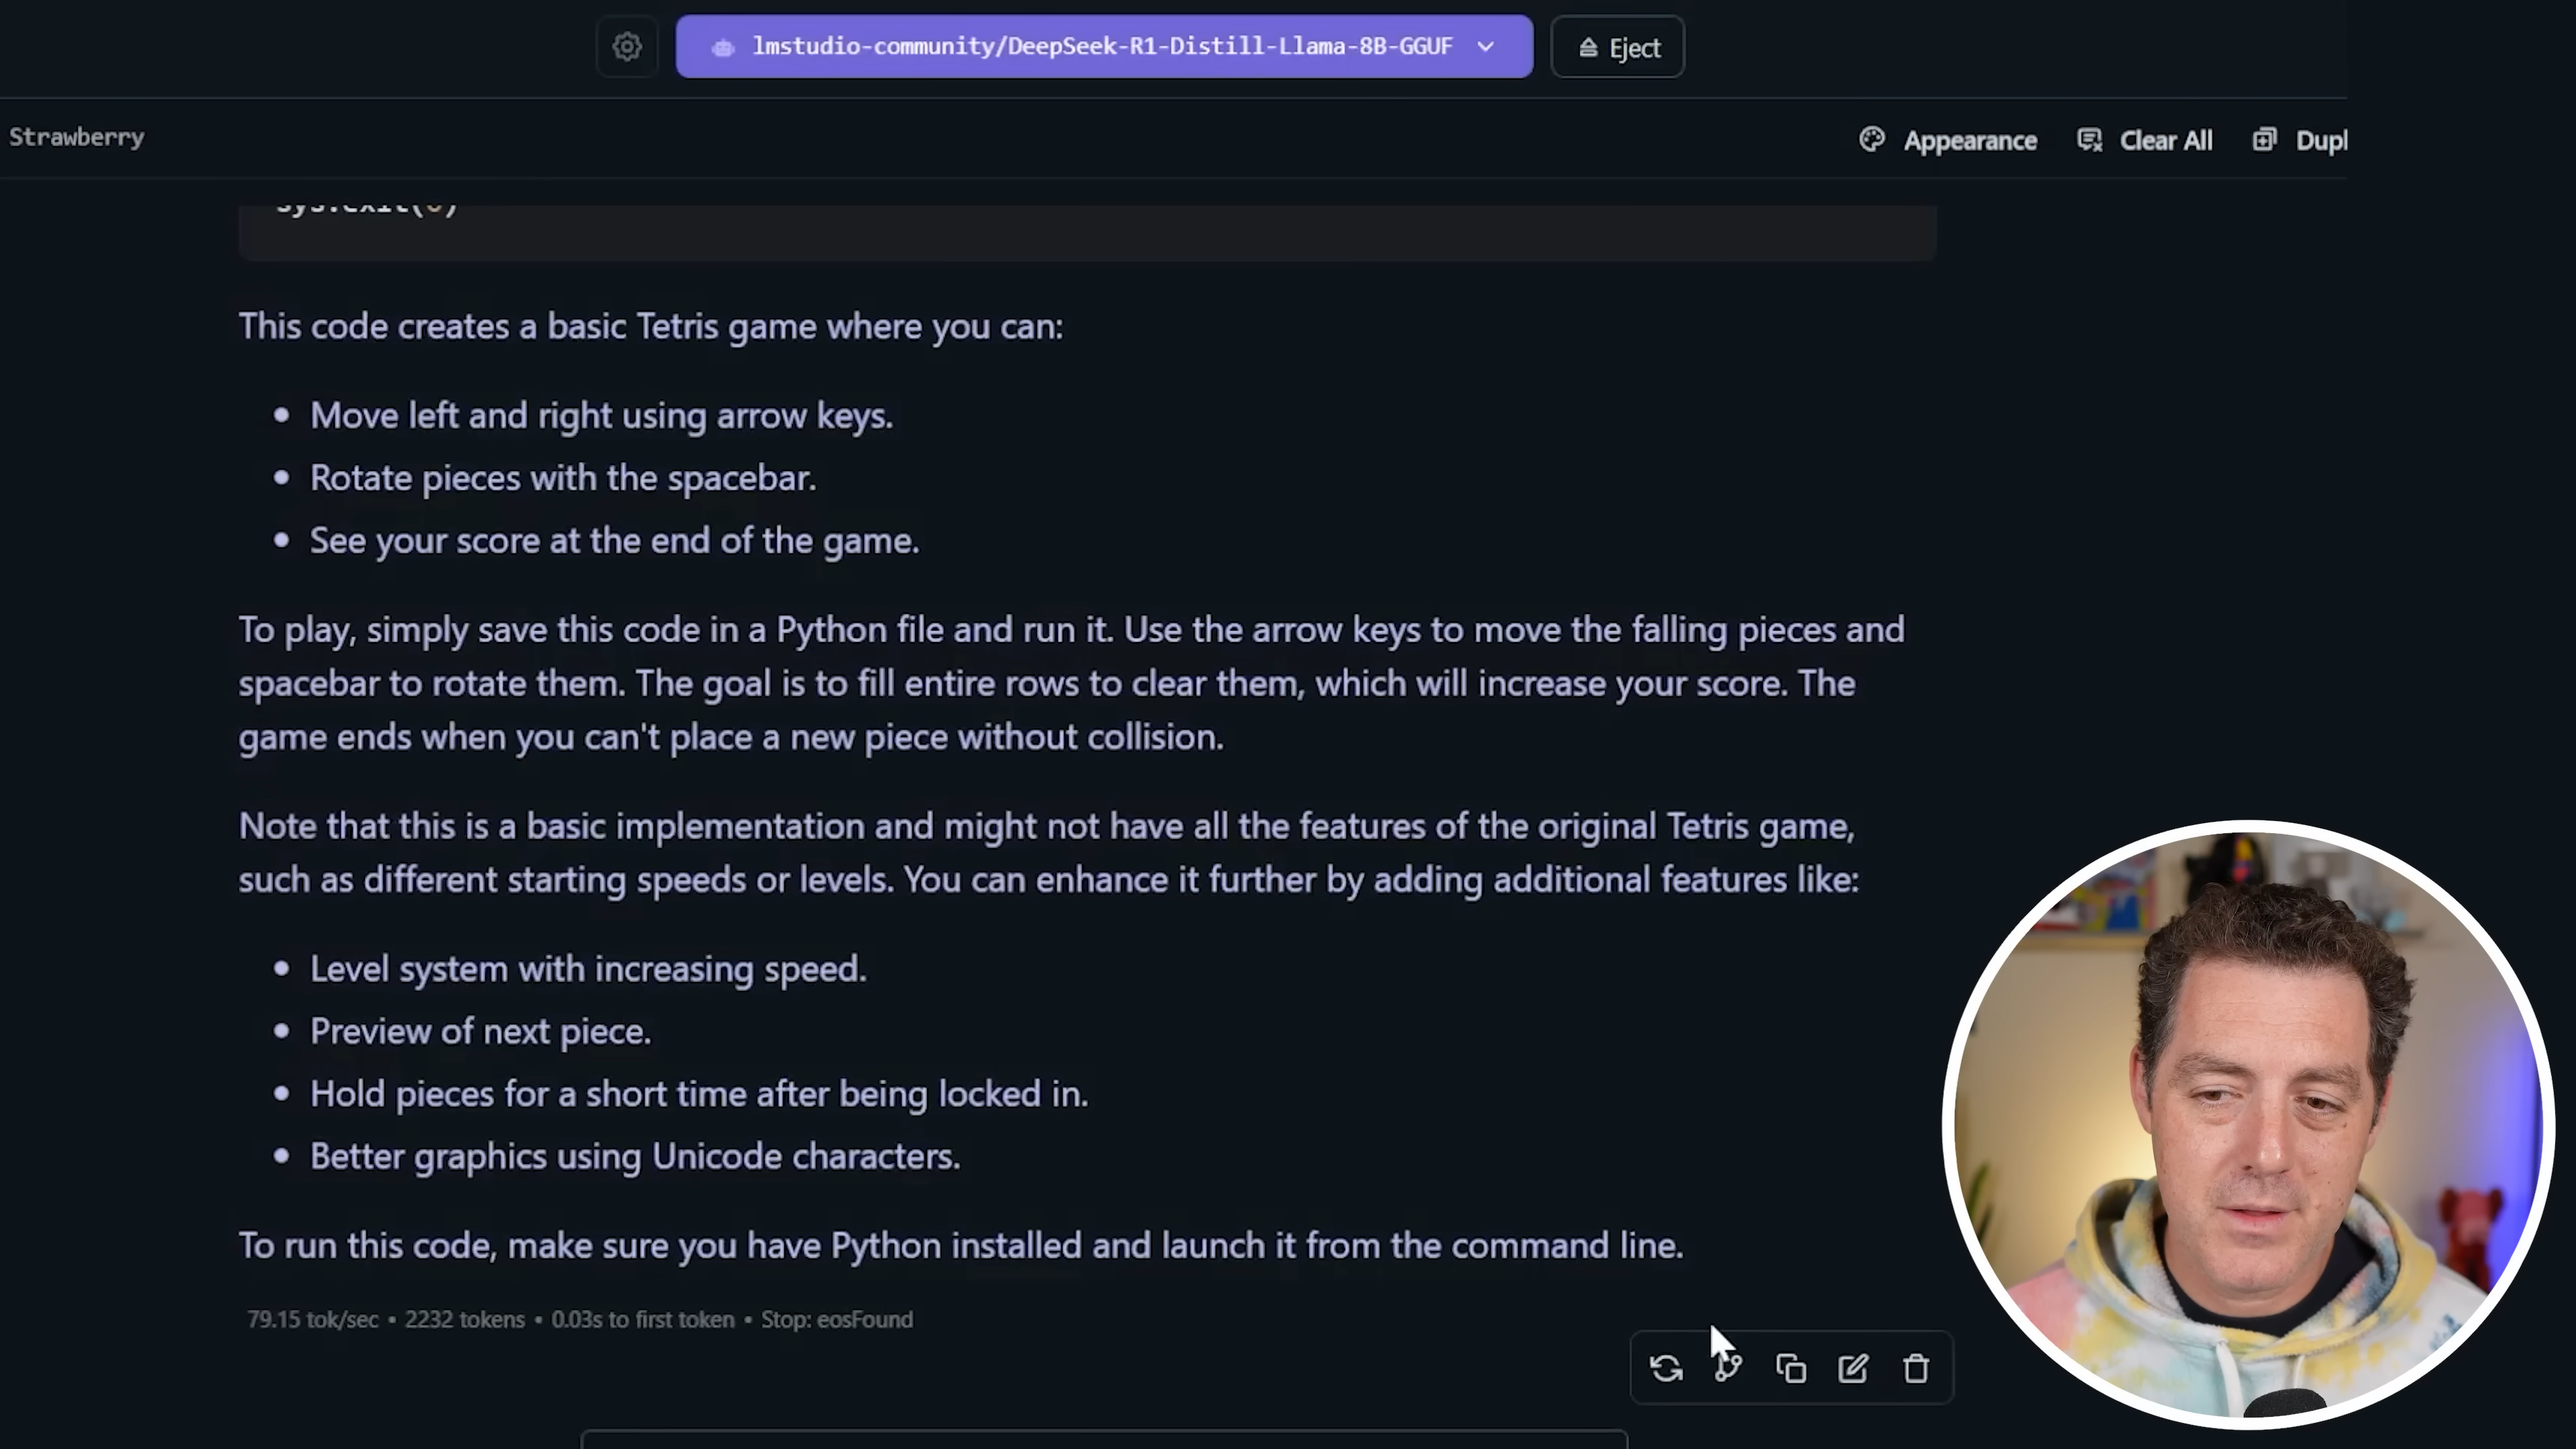 lmstudio-community/DeepSeek-R1-Distill-Llama-8B-GGUF
Eject
Strawberry
Appearance
Clear All
Dupl
sys.exit(0)
This code creates a basic Tetris game where you can:
• Move left and right using arrow keys.
• Rotate pieces with the spacebar.
• See your score at the end of the game.
To play, simply save this code in a Python file and run it. Use the arrow keys to move the falling pieces and
spacebar to rotate them. The goal is to fill entire rows to clear them, which will increase your score. The
game ends when you can't place a new piece without collision.
Note that this is a basic implementation and might not have all the features of the original Tetris game,
such as different starting speeds or levels. You can enhance it further by adding additional features like:
• Level system with increasing speed.
• Preview of next piece.
• Hold pieces for a short time after being locked in.
• Better graphics using Unicode characters.
To run this code, make sure you have Python installed and launch it from the command line.
79.15 tok/sec • 2232 tokens • 0.03s to first token • Stop: eosFound